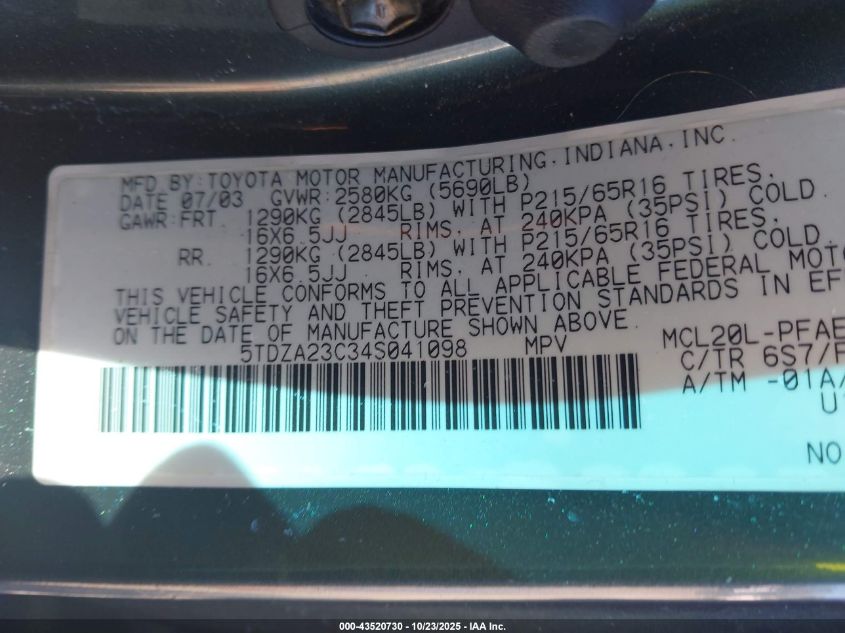 MFD.BY:TOYOTA MOTOR MANUFACTURING.INDIANA.INC.
DATE 07/03 GVWR:2580KG (5690LB)
GAWR:FRT. 1290KG (2845LB) WITH P215/65R16 TIRES.
16X6.5JJ RIMS. AT 240KPA (35PSI) COLD.
RR. 1290KG (2845LB) WITH P215/65R16 TIRES.
16X6.5JJ RIMS. AT 240KPA (35PSI) COLD.
THIS VEHICLE CONFORMS TO ALL APPLICABLE FEDERAL MOTO
VEHICLE SAFETY AND THEFT PREVENTION STANDARDS IN EF
ON THE DATE OF MANUFACTURE SHOWN ABOVE.
5TDZA23C34S041098 MPV
MCL20L-PFAE
C/TR 6S7/F
A/TM -01A/
U
NO
000-43520730 - 10/23/2025 - IAA Inc.